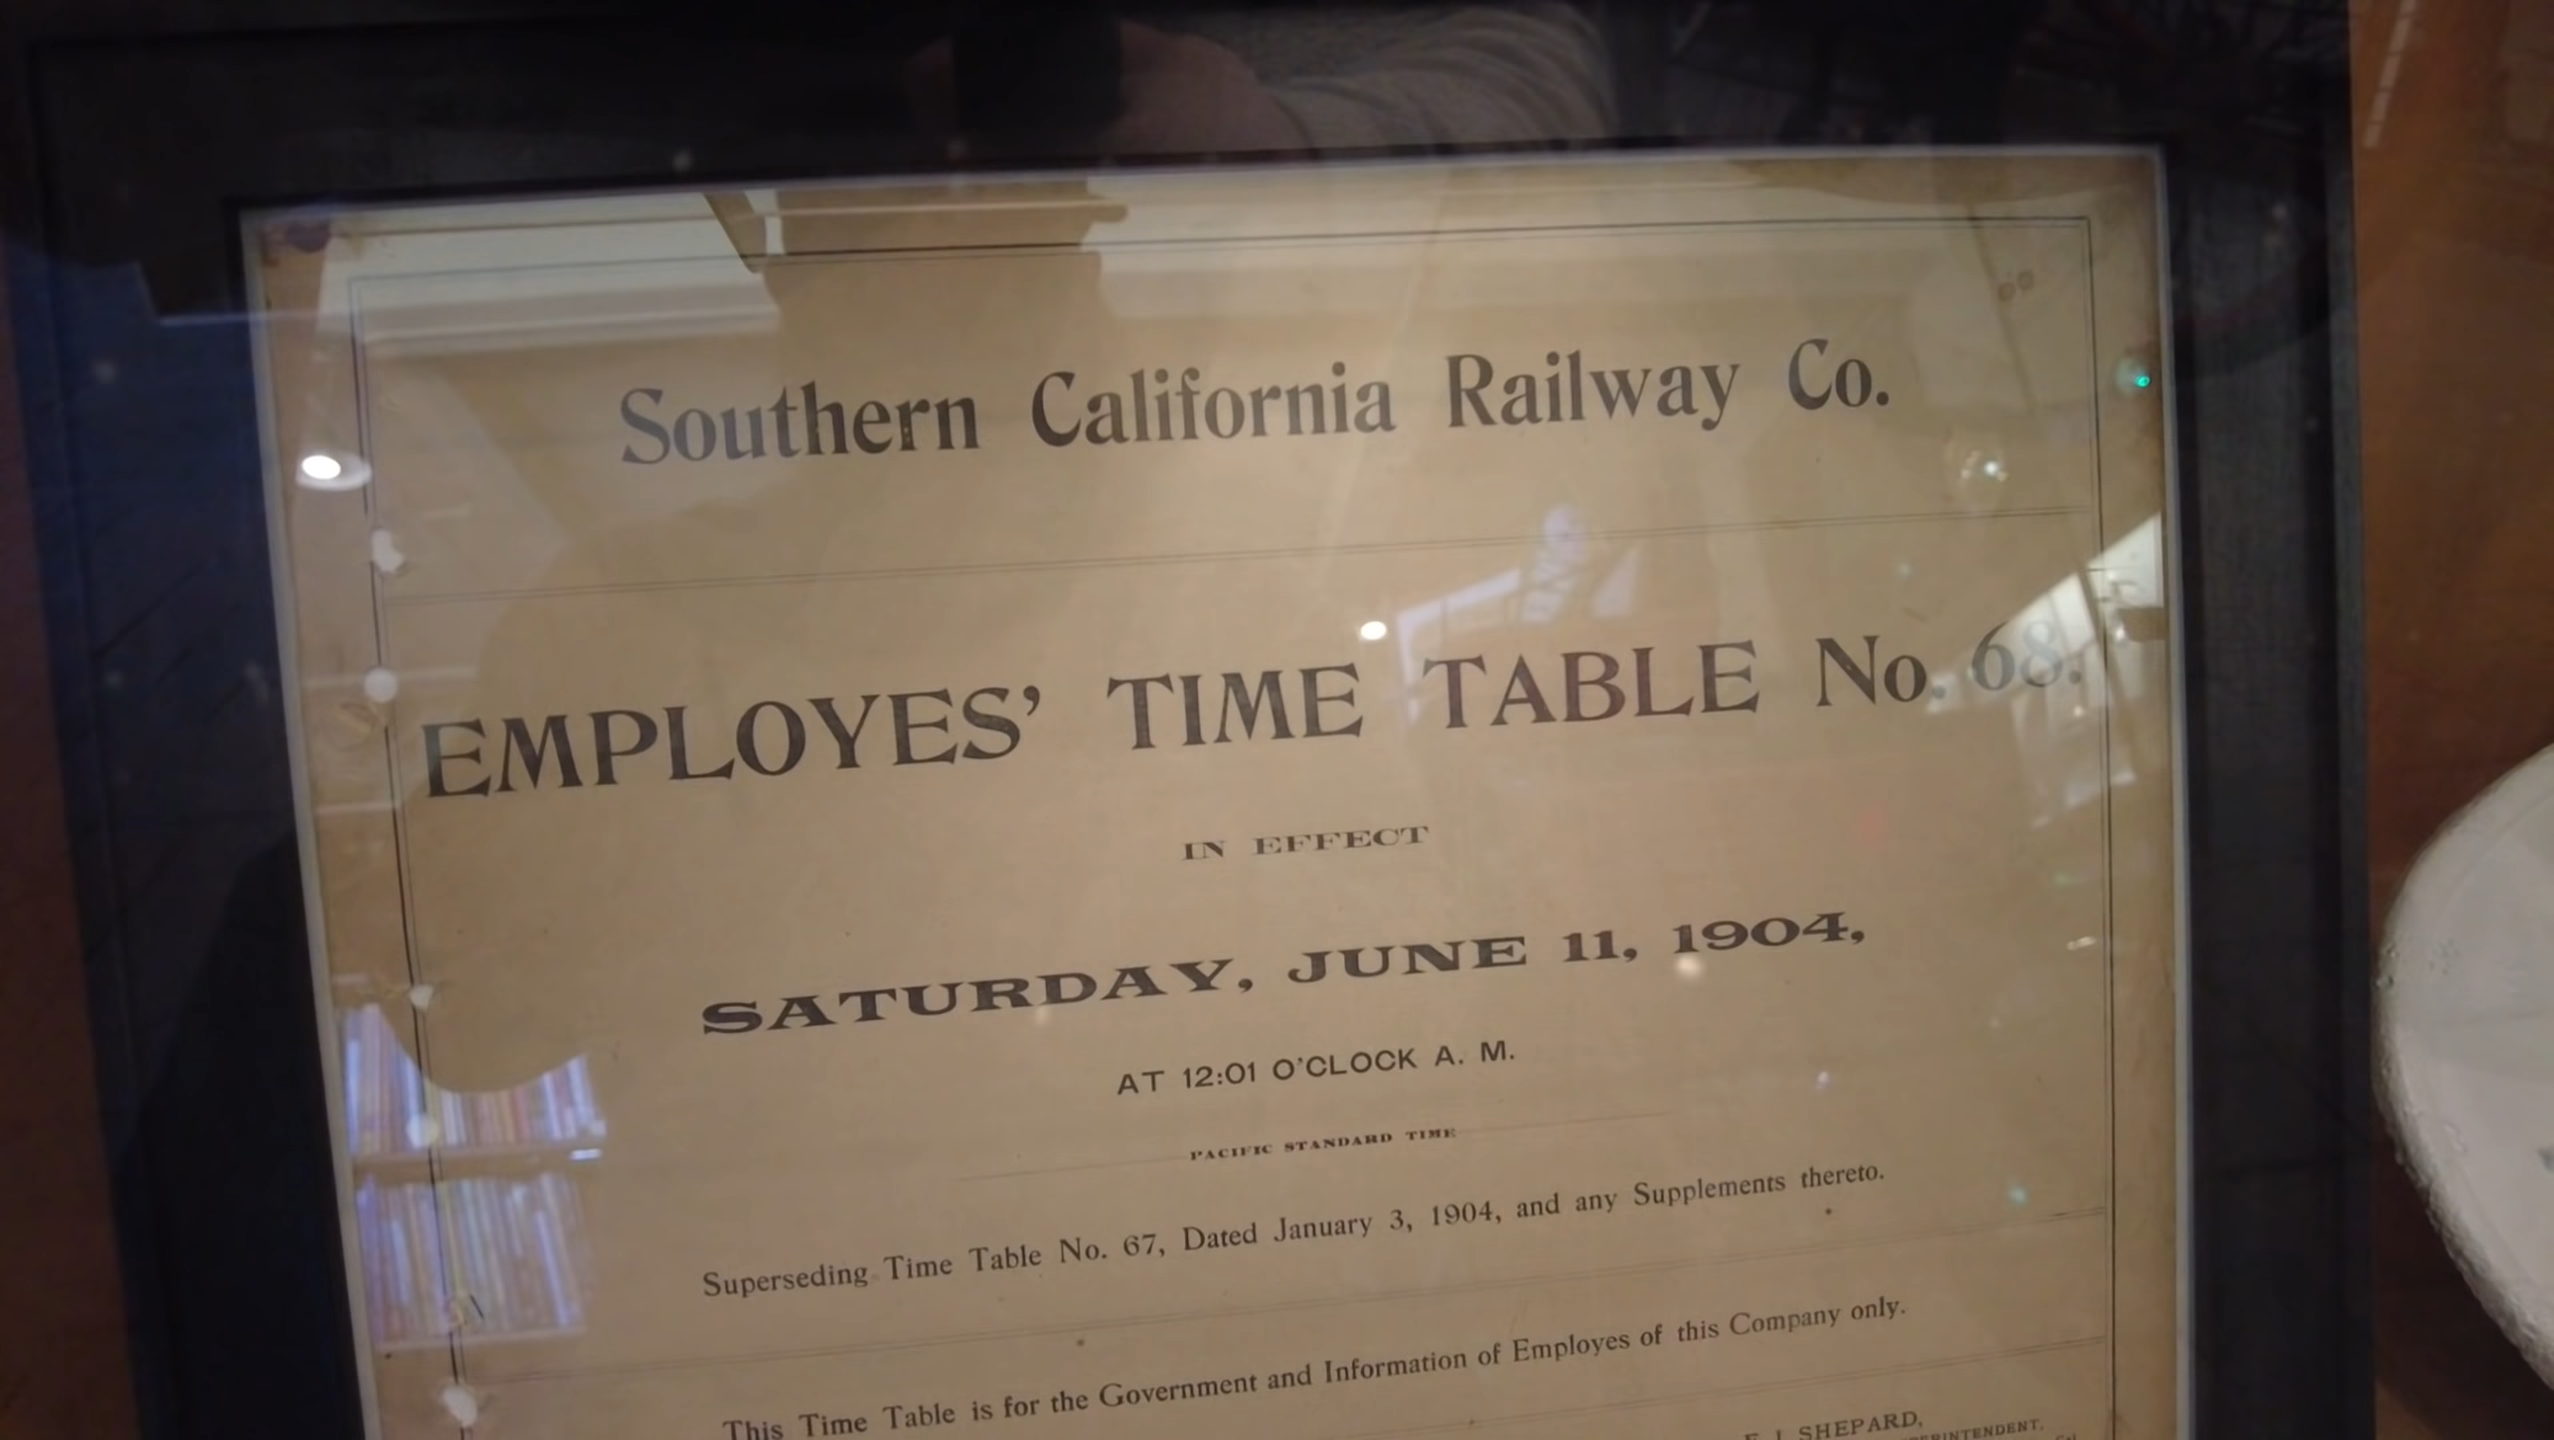 Southern California Railway Co.
EMPLOYES' TIME TABLE No. 68.
IN EFFECT
SATURDAY, JUNE 11, 1904,
AT 12:01 O'CLOCK A. M.
PACIFIC STANDARD TIME
Superseding Time Table No. 67, Dated January 3, 1904, and any Supplements thereto.
This Time Table is for the Government and Information of Employes of this Company only.
SHEPARD,